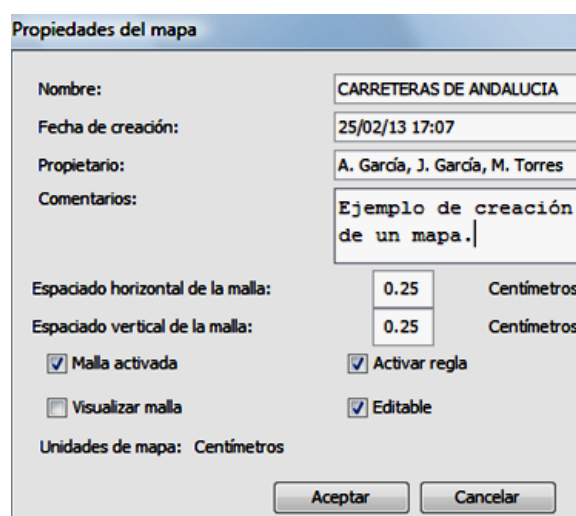 Propiedades del mapa
Nombre: CARRETERAS DE ANDALUCIA
Fecha de creación: 25/02/13 17:07
Propietario: A. García, J. García, M. Torres
Comentarios: Ejemplo de creación
de un mapa.
Espaciado horizontal de la malla: 0.25 Centímetros
Espaciado vertical de la malla: 0.25 Centímetros
Malla activada Activar regla
Visualizar malla Editable
Unidades de mapa: Centímetros
Aceptar Cancelar